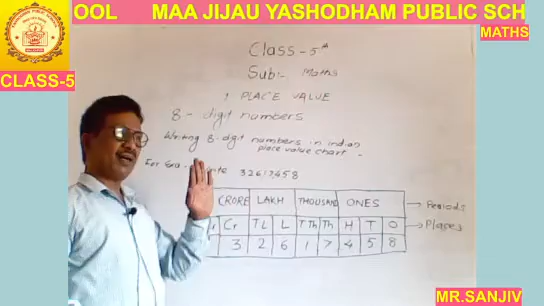 OOL MAA JIJAU YASHODHAM PUBLIC SCH
MATHS
CLASS-5
Class - 5th
Sub:- Maths
1 PLACE VALUE
8 - digit numbers
Writing 8-digit numbers in indian
place value chart.
For Exa - 32617458
CRORE LAKH THOUSAND ONES → Periods
Cr TL L TTh Th H T O → Places
3 2 6 1 7 4 5 8
MR.SANJIV